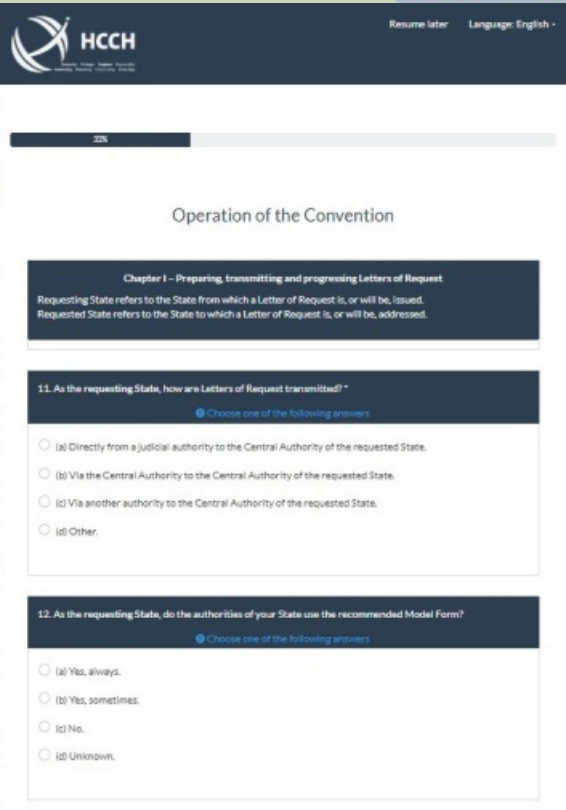 Resume later Language: English -
HCCH
33%
Operation of the Convention
Chapter I – Preparing, transmitting and progressing Letters of Request
Requesting State refers to the State from which a Letter of Request is, or will be, issued.
Requested State refers to the State to which a Letter of Request is, or will be, addressed.
11. As the requesting State, how are Letters of Request transmitted? *
Choose one of the following answers
(a) Directly from a judicial authority to the Central Authority of the requested State.
(b) Via the Central Authority to the Central Authority of the requested State.
(c) Via another authority to the Central Authority of the requested State.
(d) Other.
12. As the requesting State, do the authorities of your State use the recommended Model Form?
Choose one of the following answers
(a) Yes, always.
(b) Yes, sometimes.
(c) No.
(d) Unknown.